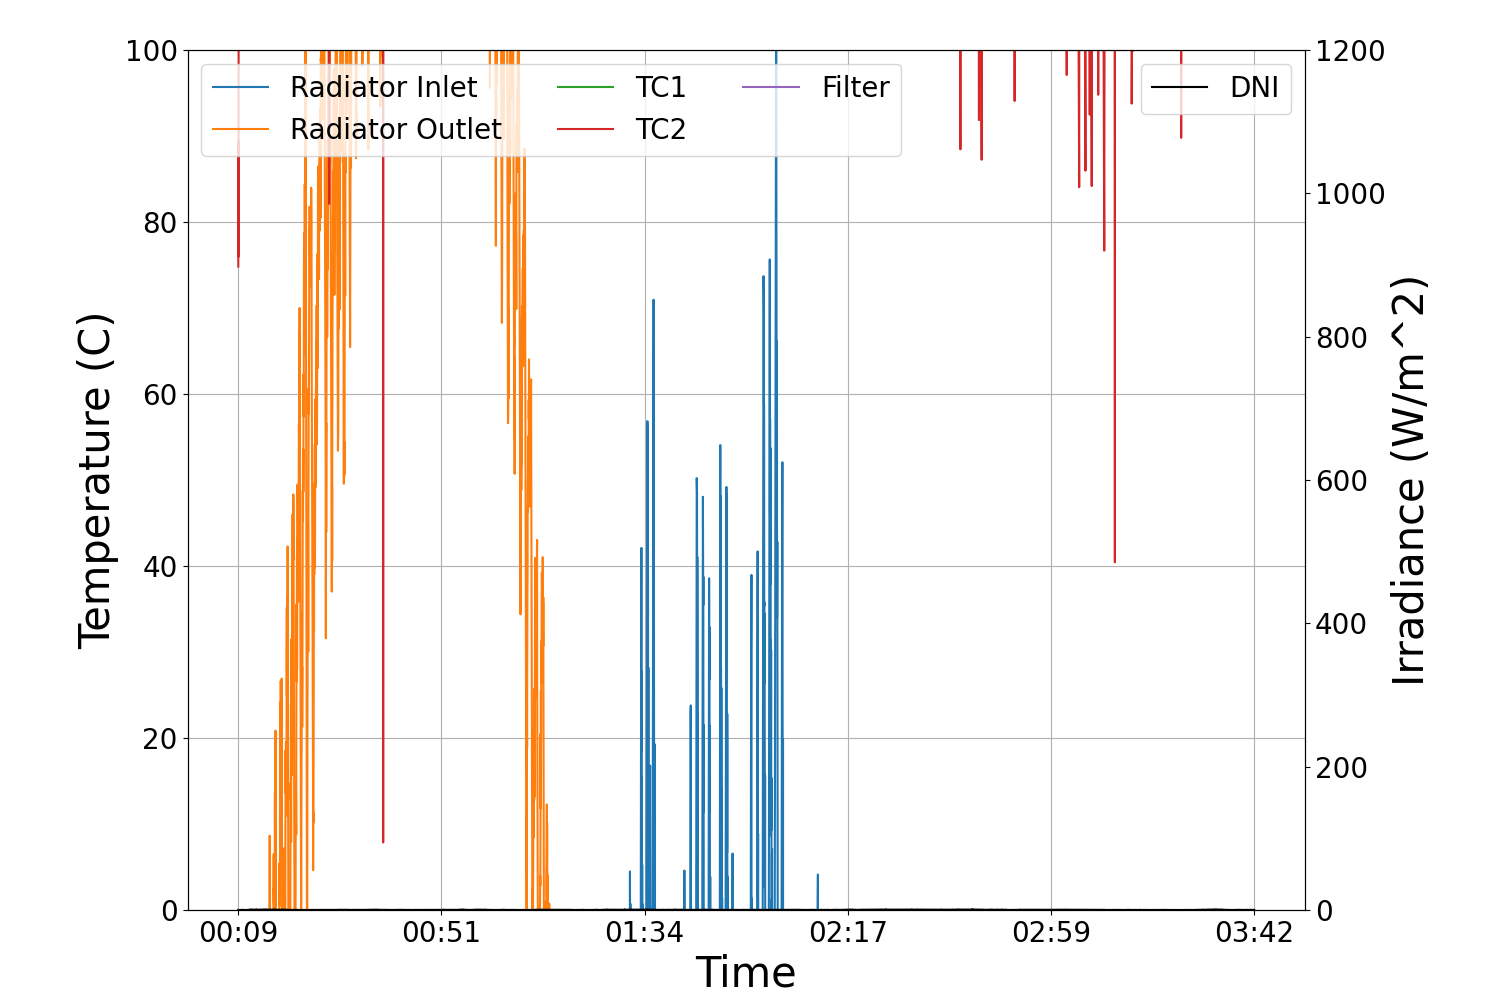 100
80
60
40
20
0
Temperature (C)
Radiator Inlet
Radiator Outlet
TC1
TC2
Filter
DNI
1200
1000
800
600
400
200
0
Irradiance (W/m^2)
00:09 00:51 01:34 02:17 02:59 03:42
Time